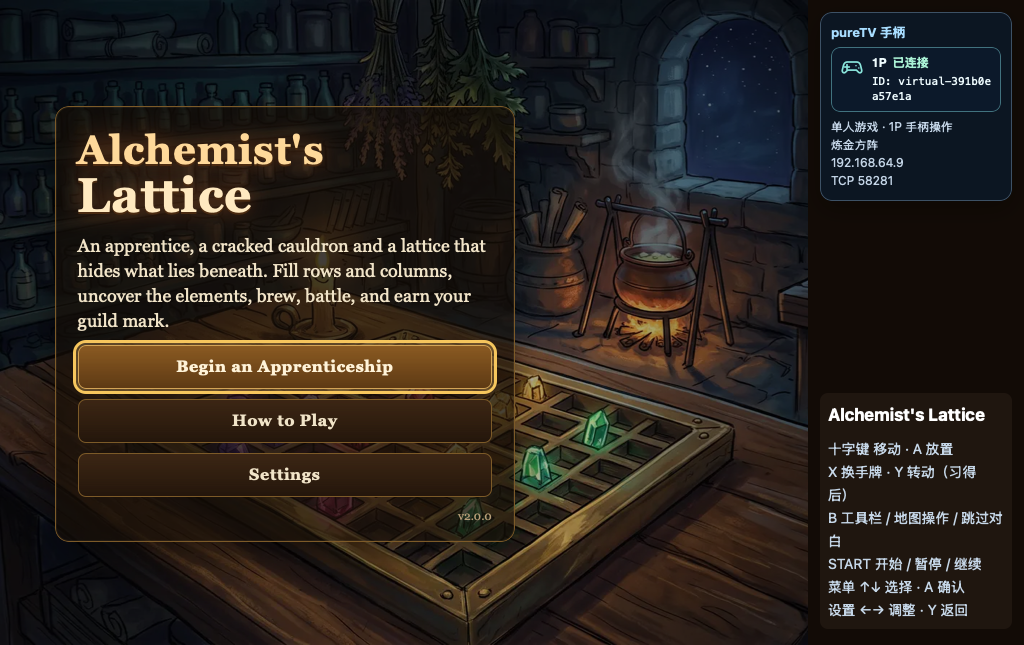 Alchemist's
Lattice
An apprentice, a cracked cauldron and a lattice that
hides what lies beneath. Fill rows and columns,
uncover the elements, brew, battle, and earn your
guild mark.
Begin an Apprenticeship
How to Play
Settings
v2.0.0
pureTV 手柄
1P 已连接
ID: virtual-391b0e
a57e1a
单人游戏 · 1P 手柄操作
炼金方阵
192.168.64.9
TCP 58281
Alchemist's Lattice
十字键 移动 · A 放置
X 换手牌 · Y 转动（习得
后）
B 工具栏 / 地图操作 / 跳过对
白
START 开始 / 暂停 / 继续
菜单 ↑↓ 选择 · A 确认
设置 ←→ 调整 · Y 返回